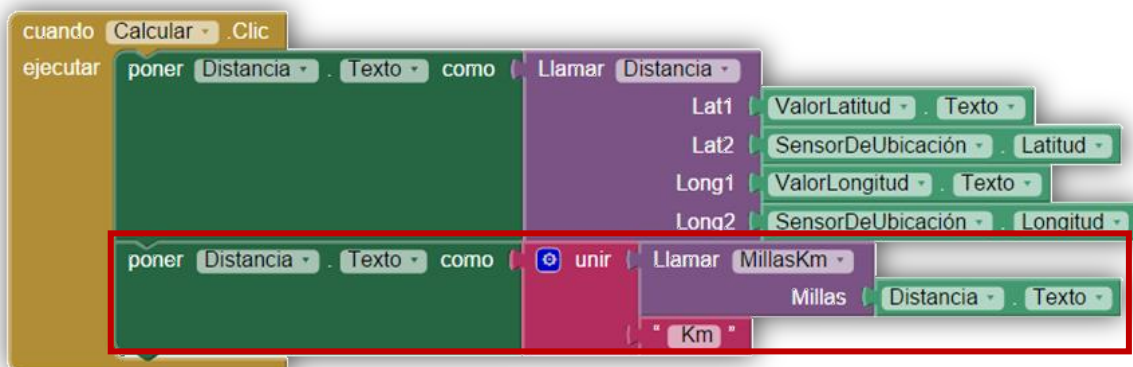 cuando Calcular .Clic
ejecutar poner Distancia . Texto como Llamar Distancia
Lat1 ValorLatitud . Texto
Lat2 SensorDeUbicación . Latitud
Long1 ValorLongitud . Texto
Long2 SensorDeUbicación . Longitud
poner Distancia . Texto como unir Llamar MillasKm
Millas Distancia . Texto
" Km "